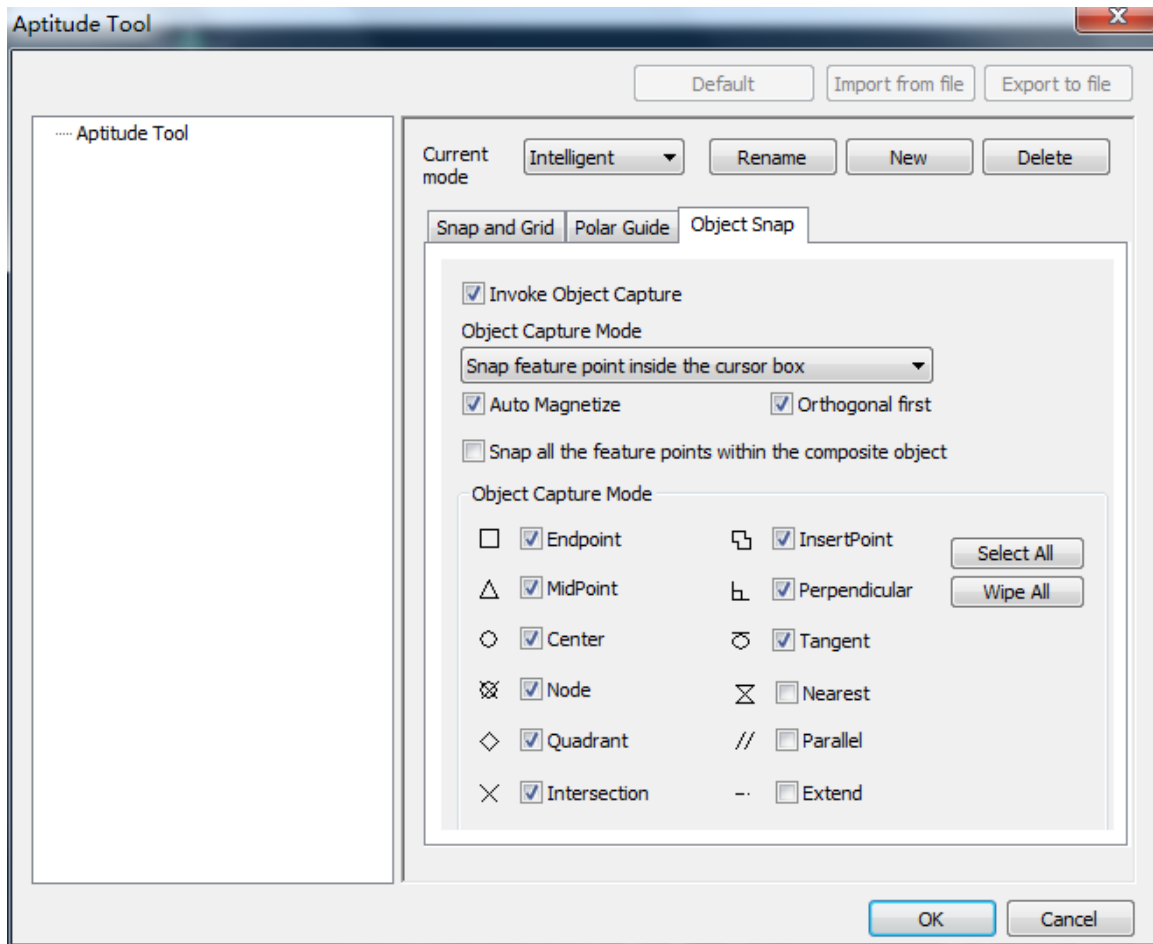 Aptitude Tool
Default Import from file Export to file
Aptitude Tool
Current mode Intelligent Rename New Delete
Snap and Grid Polar Guide Object Snap
Invoke Object Capture
Object Capture Mode
Snap feature point inside the cursor box
Auto Magnetize Orthogonal first
Snap all the feature points within the composite object
Object Capture Mode
Endpoint InsertPoint Select All
MidPoint Perpendicular Wipe All
Center Tangent
Node Nearest
Quadrant Parallel
Intersection Extend
OK Cancel